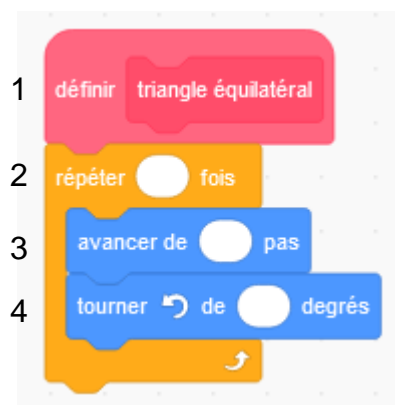 1 définir triangle équilatéral
2 répéter fois
3 avancer de pas
4 tourner de degrés